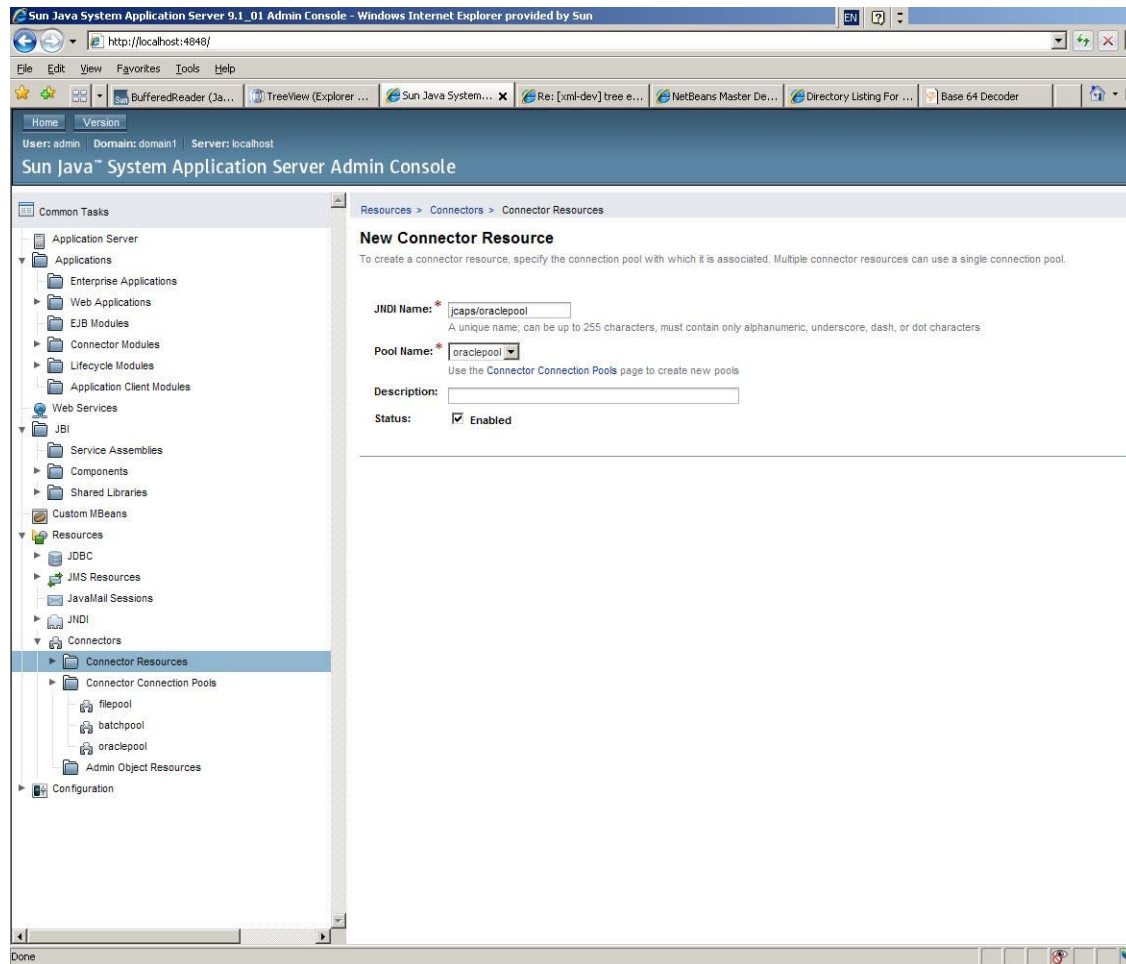 Sun Java System Application Server 9.1_01 Admin Console - Windows Internet Explorer provided by Sun
EN
http://localhost:4848/
File Edit View Favorites Tools Help
BufferedReader (Ja... TreeView (Explorer ... Sun Java System... Re: [xml-dev] tree e... NetBeans Master De... Directory Listing For ... Base 64 Decoder
Home Version
User: admin Domain: domain1 Server: localhost
Sun Java™ System Application Server Admin Console
Common Tasks
Application Server
Applications
Enterprise Applications
Web Applications
EJB Modules
Connector Modules
Lifecycle Modules
Application Client Modules
Web Services
JBI
Service Assemblies
Components
Shared Libraries
Custom MBeans
Resources
JDBC
JMS Resources
JavaMail Sessions
JNDI
Connectors
Connector Resources
Connector Connection Pools
filepool
batchpool
oraclepool
Admin Object Resources
Configuration
Resources > Connectors > Connector Resources
New Connector Resource
To create a connector resource, specify the connection pool with which it is associated. Multiple connector resources can use a single connection pool.
JNDI Name: * jcaps/oraclepool
A unique name; can be up to 255 characters, must contain only alphanumeric, underscore, dash, or dot characters
Pool Name: * oraclepool
Use the Connector Connection Pools page to create new pools
Description:
Status: Enabled
Done